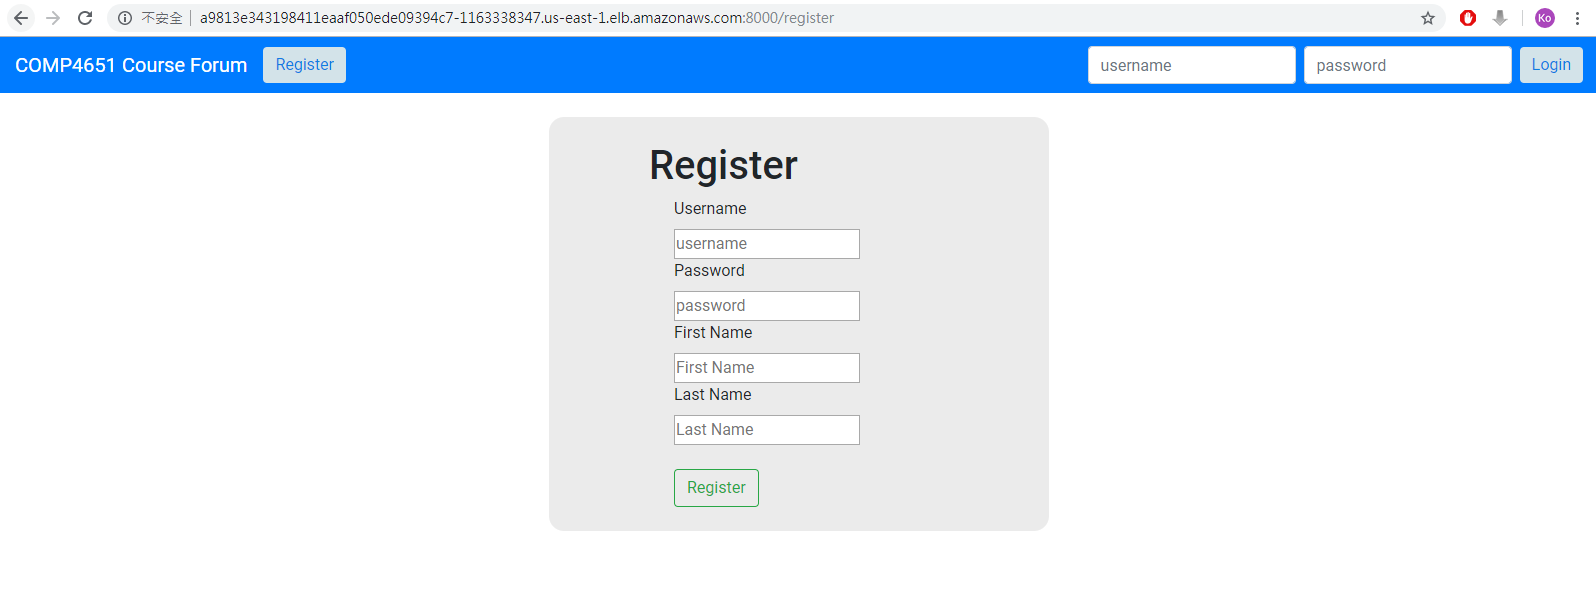 不安全 a9813e343198411eaaf050ede09394c7-1163338347.us-east-1.elb.amazonaws.com:8000/register Ko
COMP4651 Course Forum Register username password Login
Register
Username
username
Password
password
First Name
First Name
Last Name
Last Name
Register